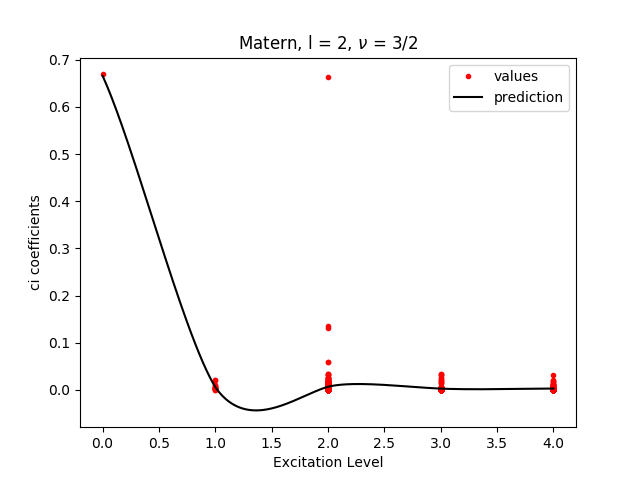 Matern, l = 2, ν = 3/2
0.7
0.6
0.5
0.4
0.3
0.2
0.1
0.0
ci coefficients
values
prediction
0.0 0.5 1.0 1.5 2.0 2.5 3.0 3.5 4.0
Excitation Level